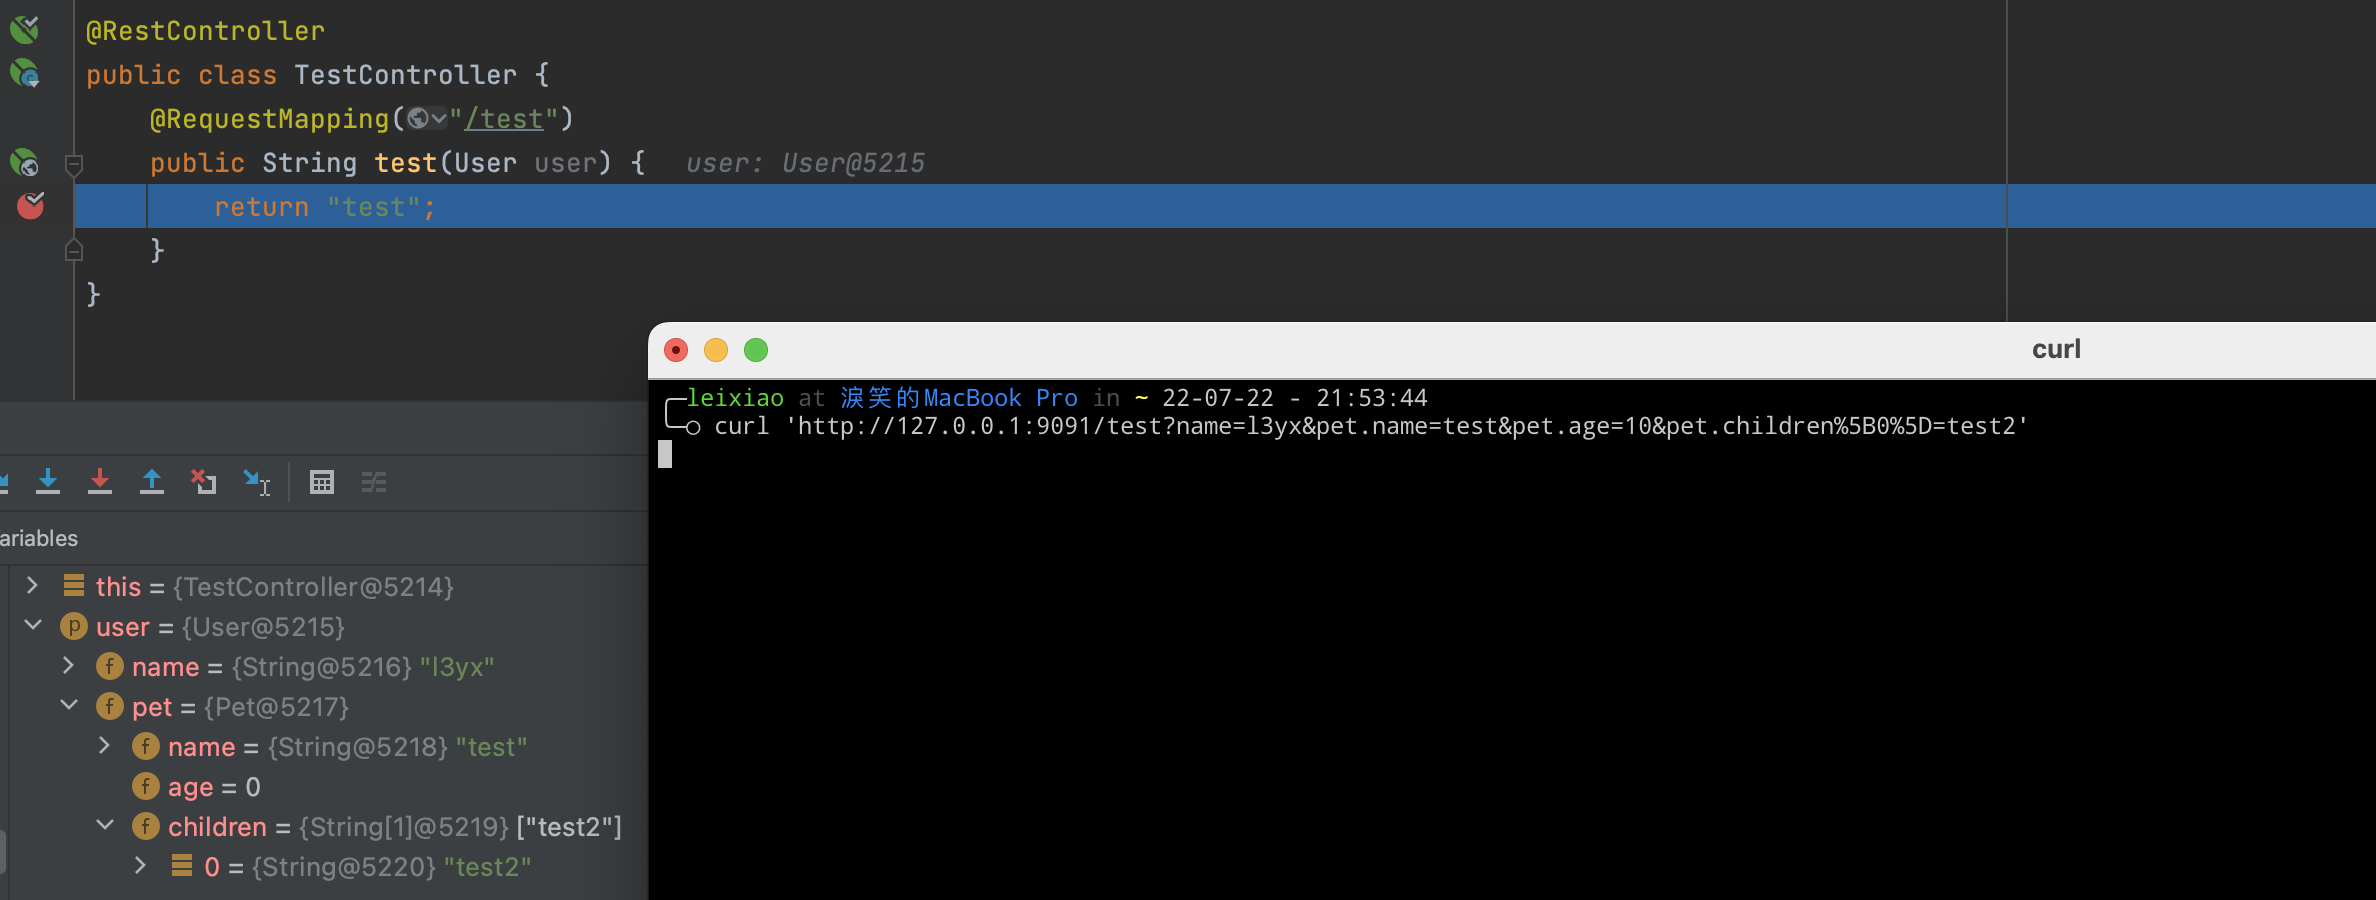 @RestController
public class TestController {
@RequestMapping("/test")
public String test(User user) {   user: User@5215
return "test";
}
}
curl
leixiao at 淚笑的MacBook Pro in ~ 22-07-22 - 21:53:44
curl 'http://127.0.0.1:9091/test?name=l3yx&pet.name=test&pet.age=10&pet.children%5B0%5D=test2'
ariables
this = {TestController@5214}
p user = {User@5215}
f name = {String@5216} "l3yx"
f pet = {Pet@5217}
f name = {String@5218} "test"
f age = 0
f children = {String[1]@5219} ["test2"]
0 = {String@5220} "test2"